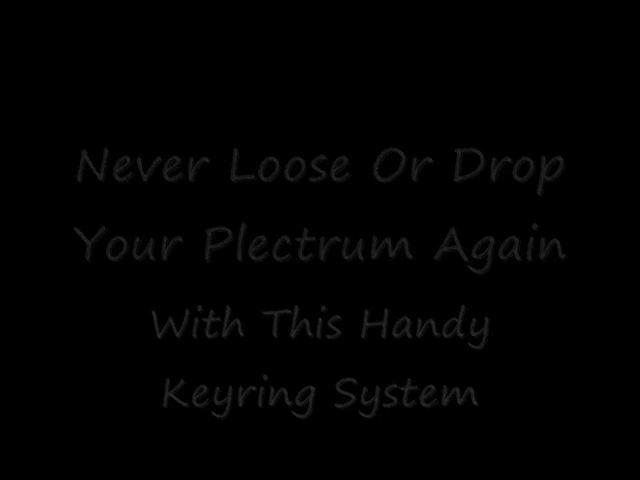 Never Loose Or Drop
Your Plectrum Again
With This Handy
Keyring System